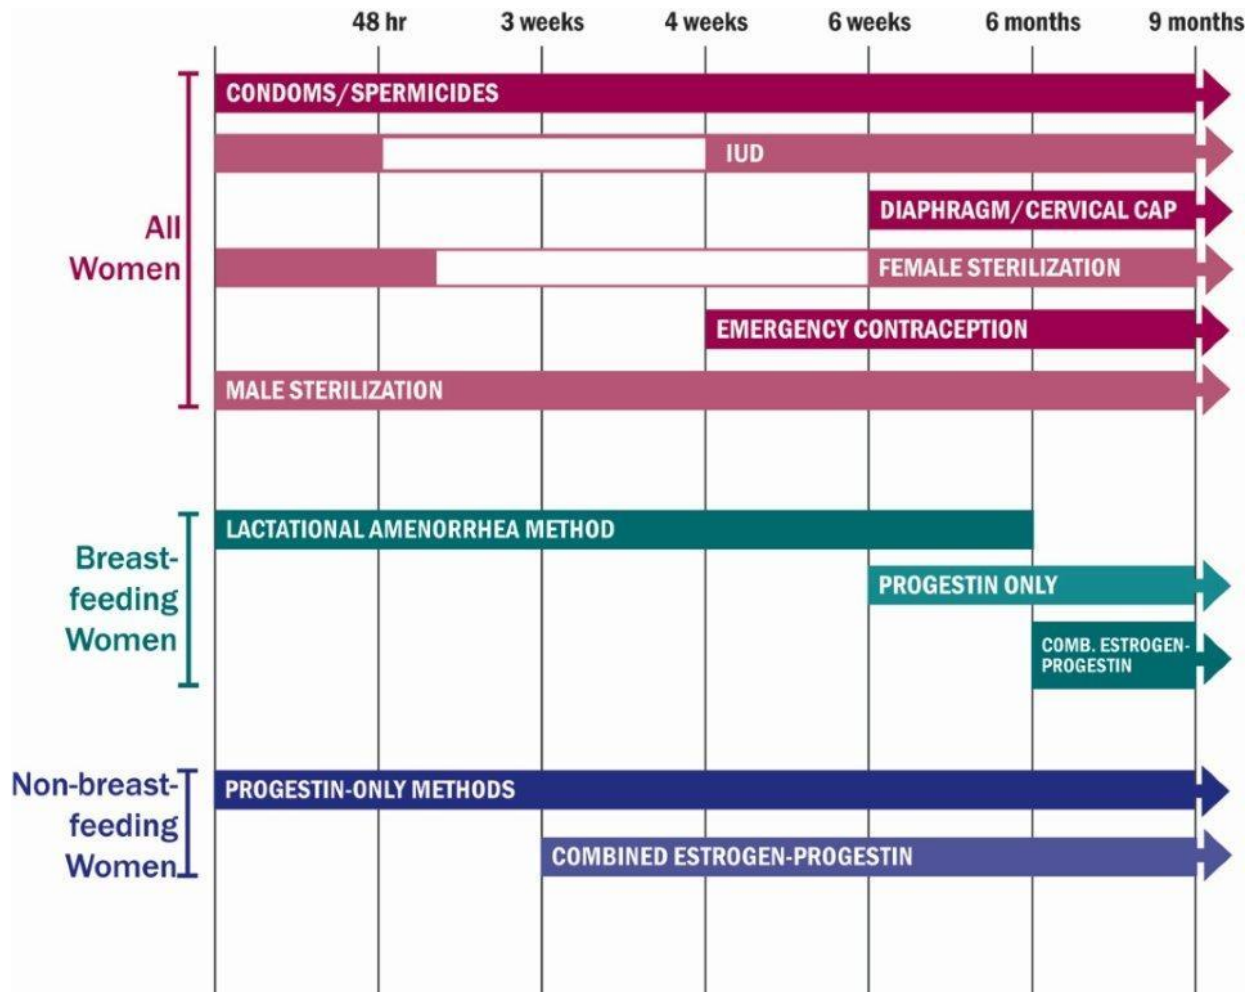 48 hr 3 weeks 4 weeks 6 weeks 6 months 9 months
All
Women
CONDOMS/SPERMICIDES
IUD
DIAPHRAGM/CERVICAL CAP
FEMALE STERILIZATION
EMERGENCY CONTRACEPTION
MALE STERILIZATION
Breast-
feeding
Women
LACTATIONAL AMENORRHEA METHOD
PROGESTIN ONLY
COMB. ESTROGEN-
PROGESTIN
Non-breast-
feeding
Women
PROGESTIN-ONLY METHODS
COMBINED ESTROGEN-PROGESTIN